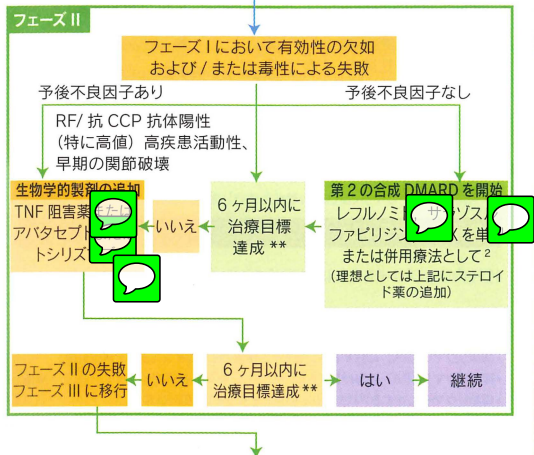 フェーズ II
フェーズ I において有効性の欠如
および / または毒性による失敗
予後不良因子あり
予後不良因子なし
RF/ 抗 CCP 抗体陽性
（特に高値）高疾患活動性、
早期の関節破壊
生物学的製剤の追加
TNF 阻害薬
アバタセプト
トシリズ
いいえ
6 ヶ月以内に
治療目標
達成 **
第 2 の合成 DMARD を開始
レフルノミ
ファピリジン を単
または併用療法として²
（理想としては上記にステロイ
ド薬の追加）
フェーズ II の失敗
フェーズ III に移行
いいえ
6 ヶ月以内に
治療目標達成 **
はい
継続